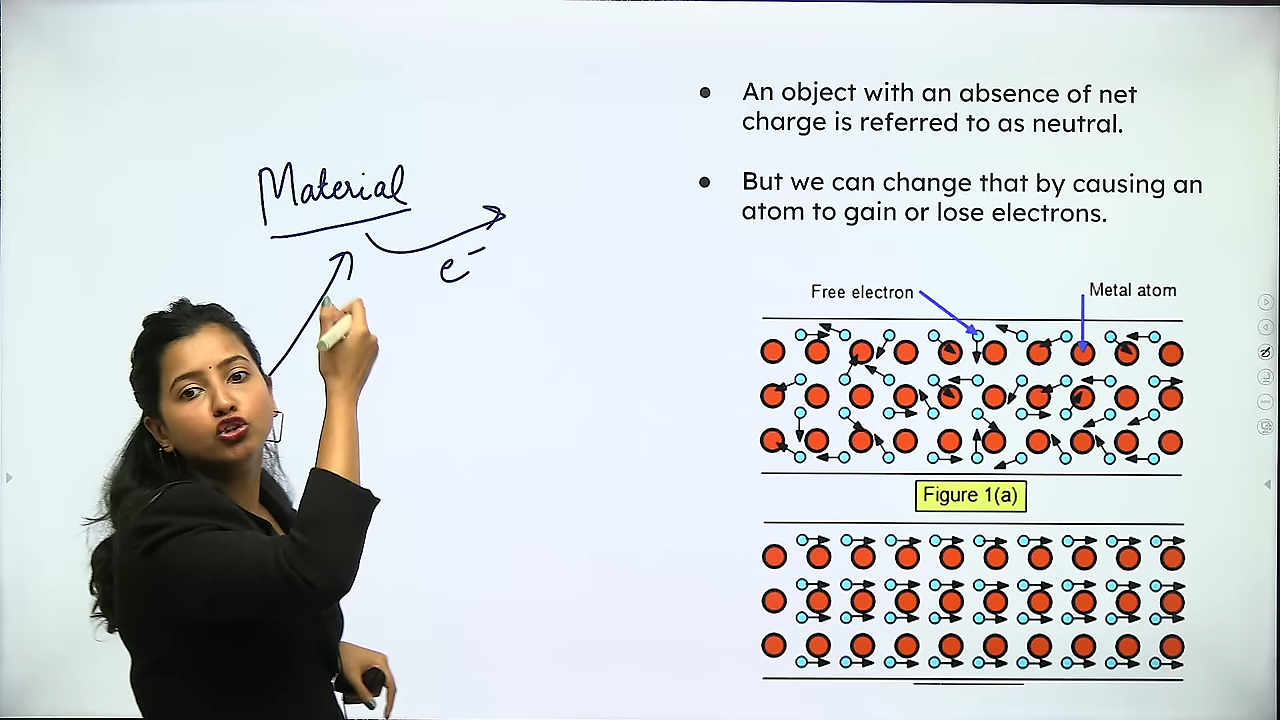 An object with an absence of net
charge is referred to as neutral.
But we can change that by causing an
atom to gain or lose electrons.
Material
e⁻
Free electron
Metal atom
Figure 1(a)